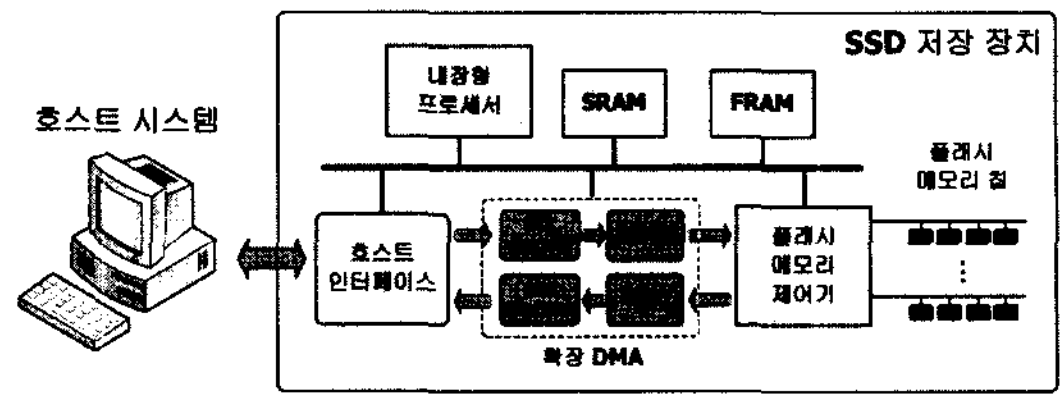 SSD 저장 장치
내장형
프로세서
SRAM
FRAM
호스트 시스템
플래시
메모리 칩
호스트
인터페이스
플래시
메모리
제어기
확장 DMA